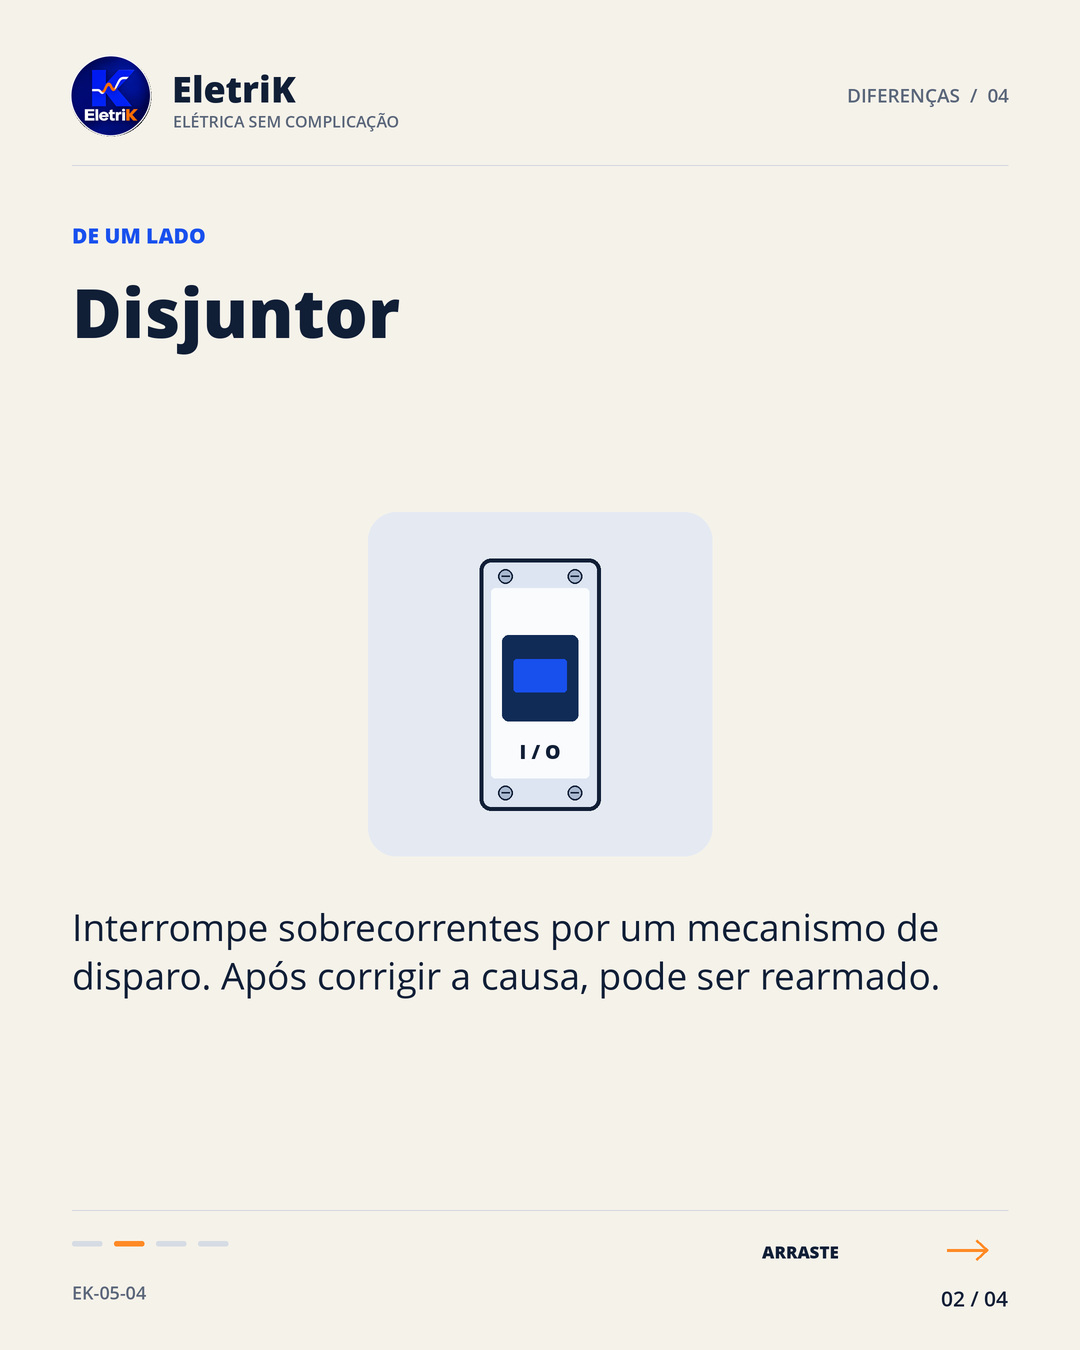 EletriK
EletriK
ELÉTRICA SEM COMPLICAÇÃO
DIFERENÇAS / 04
DE UM LADO
Disjuntor
I / O
Interrompe sobrecorrentes por um mecanismo de
disparo. Após corrigir a causa, pode ser rearmado.
ARRASTE
EK-05-04
02 / 04